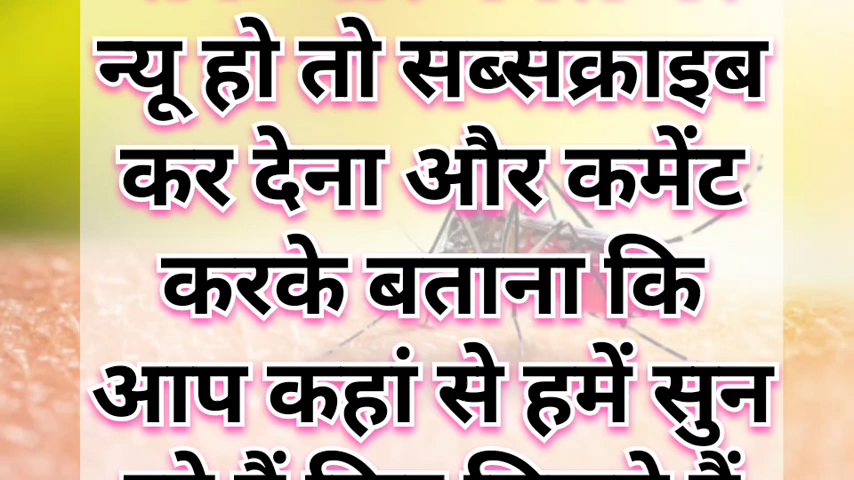 न्यू हो तो सब्सक्राइब
कर देना और कमेंट
करके बताना कि
आप कहां से हमें सुन